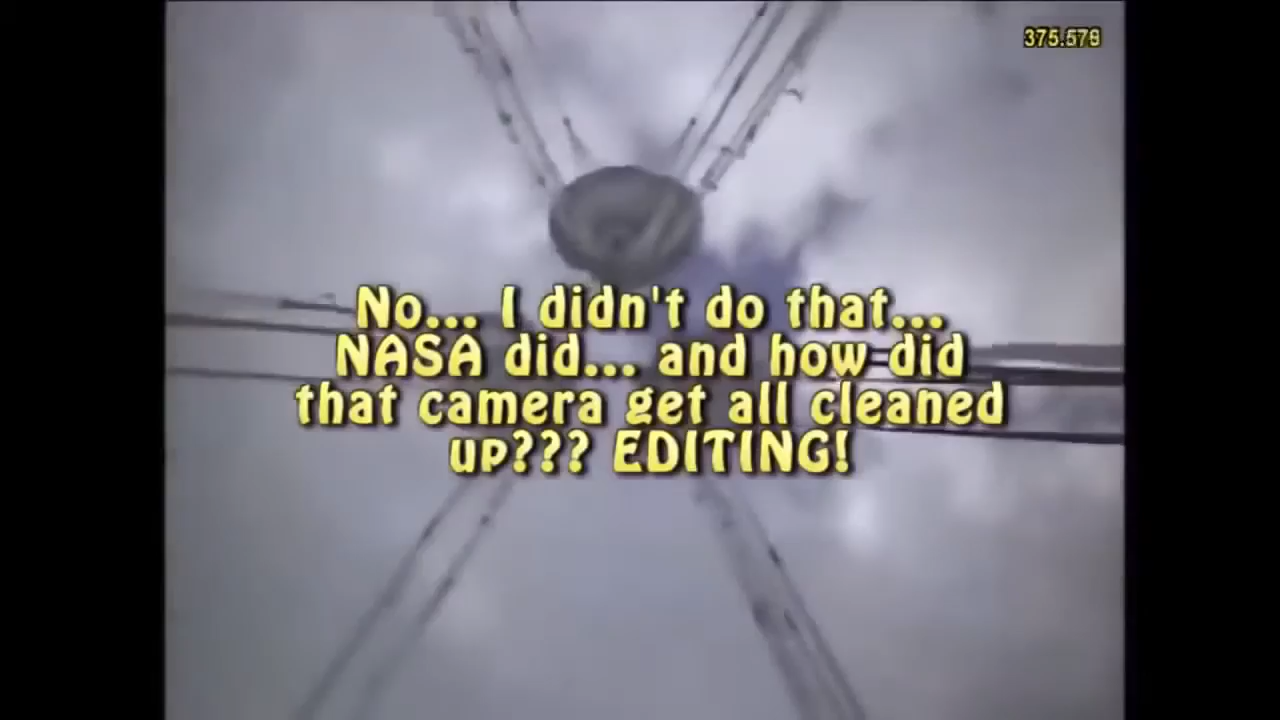 375.579
No... I didn't do that...
NASA did... and how did
that camera get all cleaned
up??? EDITING!